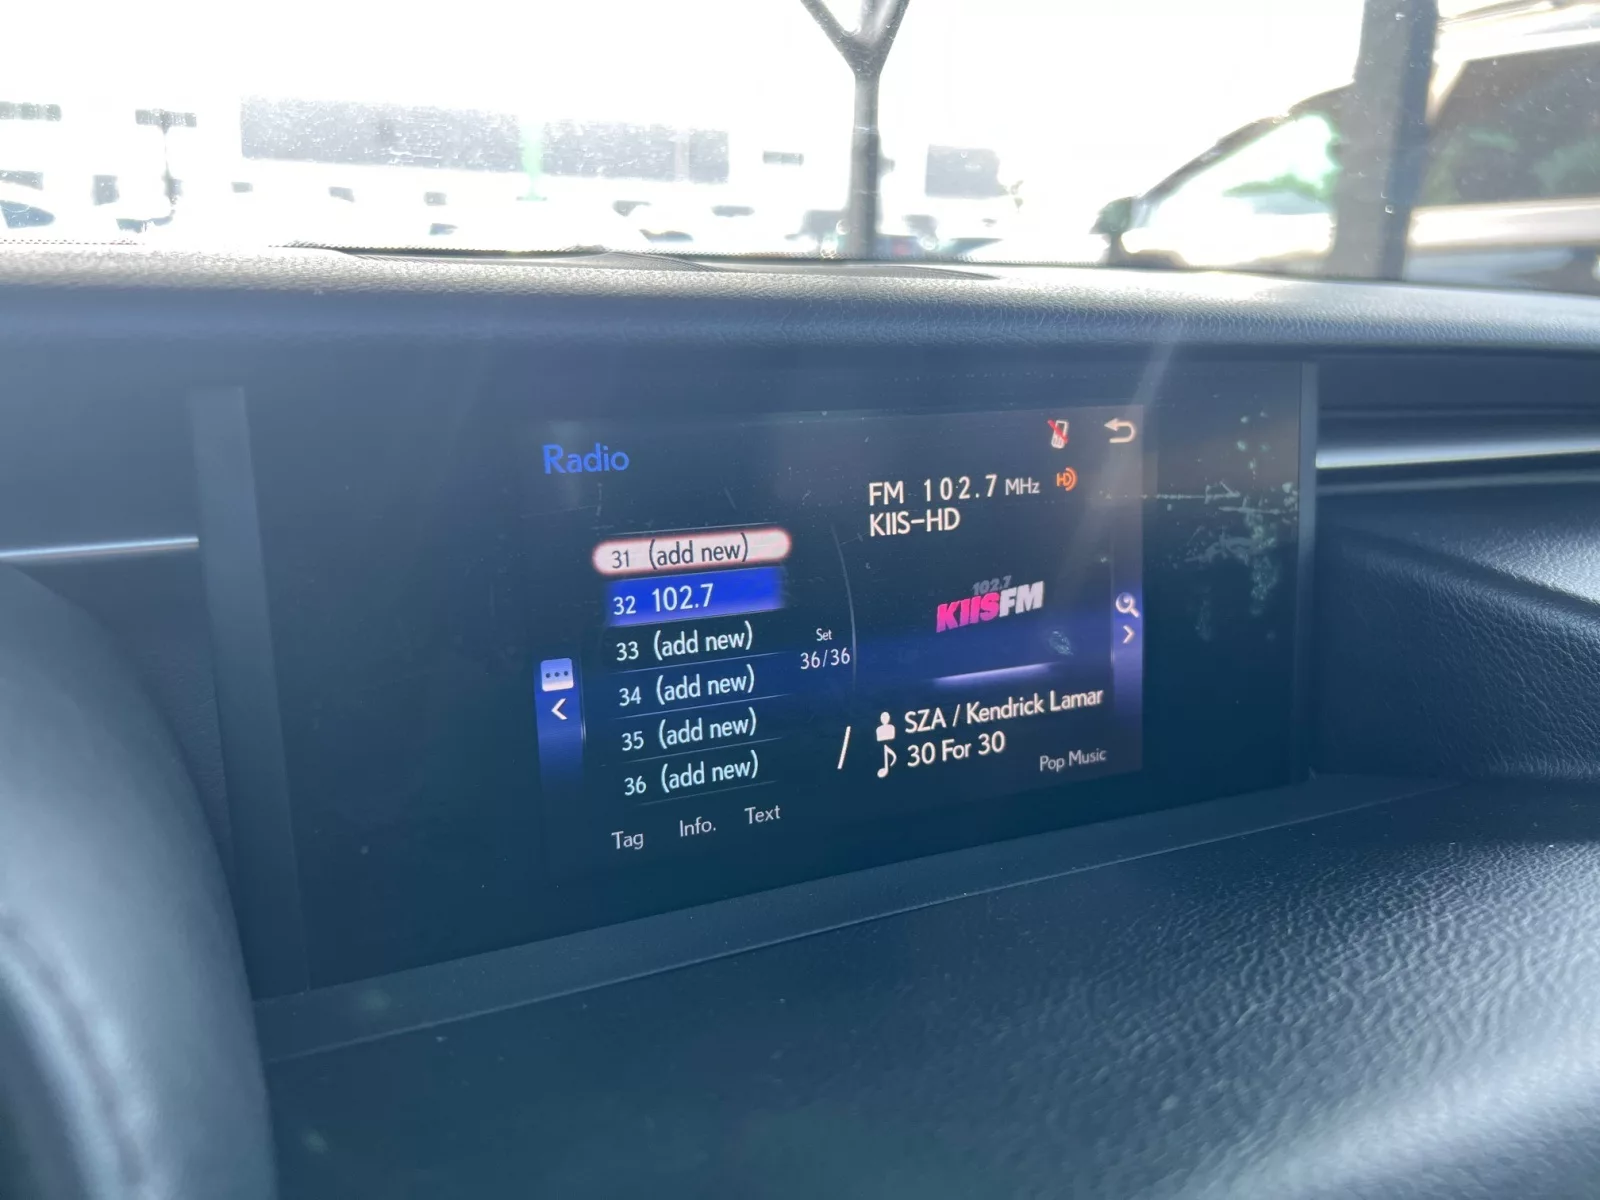 Radio
FM 102.7 MHz HD
KIIS-HD
31 (add new)
32 102.7
33 (add new)
34 (add new)
35 (add new)
36 (add new)
Set
36/36
102.7
KIISFM
SZA / Kendrick Lamar
30 For 30
Pop Music
Tag Info. Text